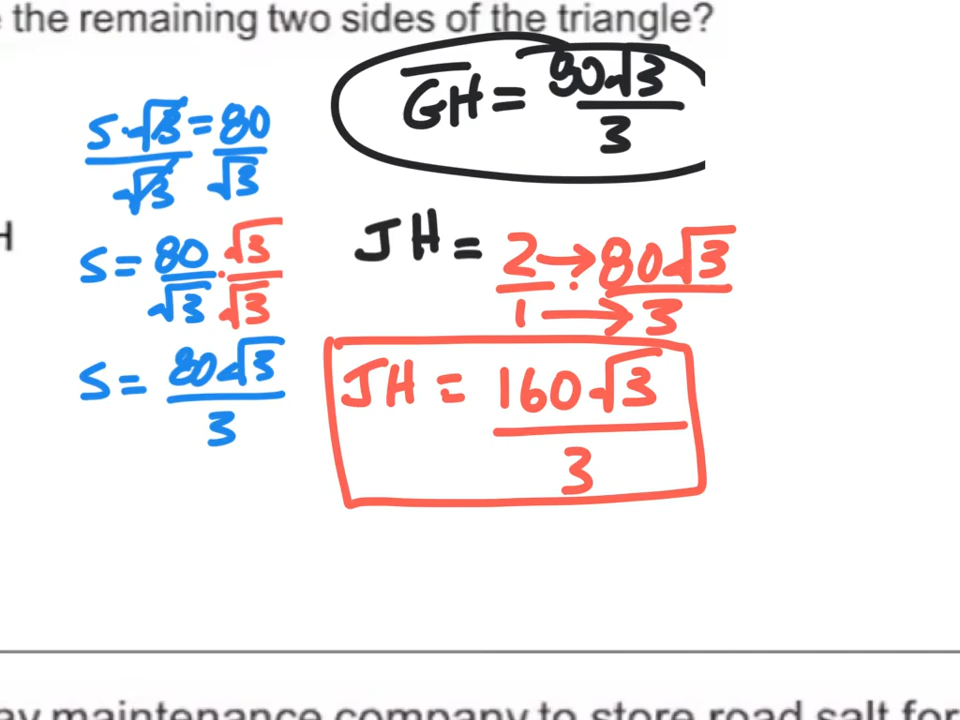 the remaining two sides of the triangle?
GH = 80√3/3
s·√3/√3 = 80/√3
H
s = 80/√3 · √3/√3
JH = 2/1 → · 80√3/3
s = 80√3/3
JH = 160√3/3
maintenance company to store road salt for